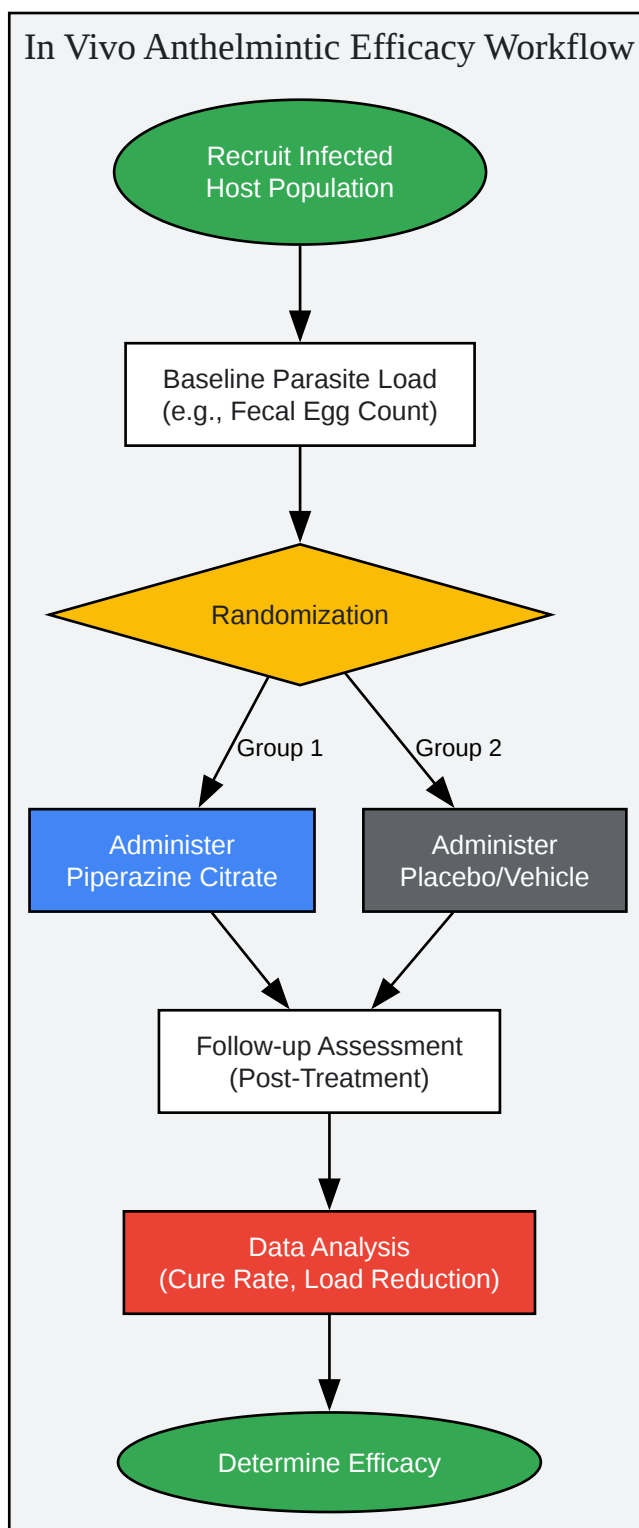 In Vivo Anthelmintic Efficacy Workflow
Recruit Infected
Host Population
Baseline Parasite Load
(e.g., Fecal Egg Count)
Randomization
Group 1
Group 2
Administer
Piperazine Citrate
Administer
Placebo/Vehicle
Follow-up Assessment
(Post-Treatment)
Data Analysis
(Cure Rate, Load Reduction)
Determine Efficacy